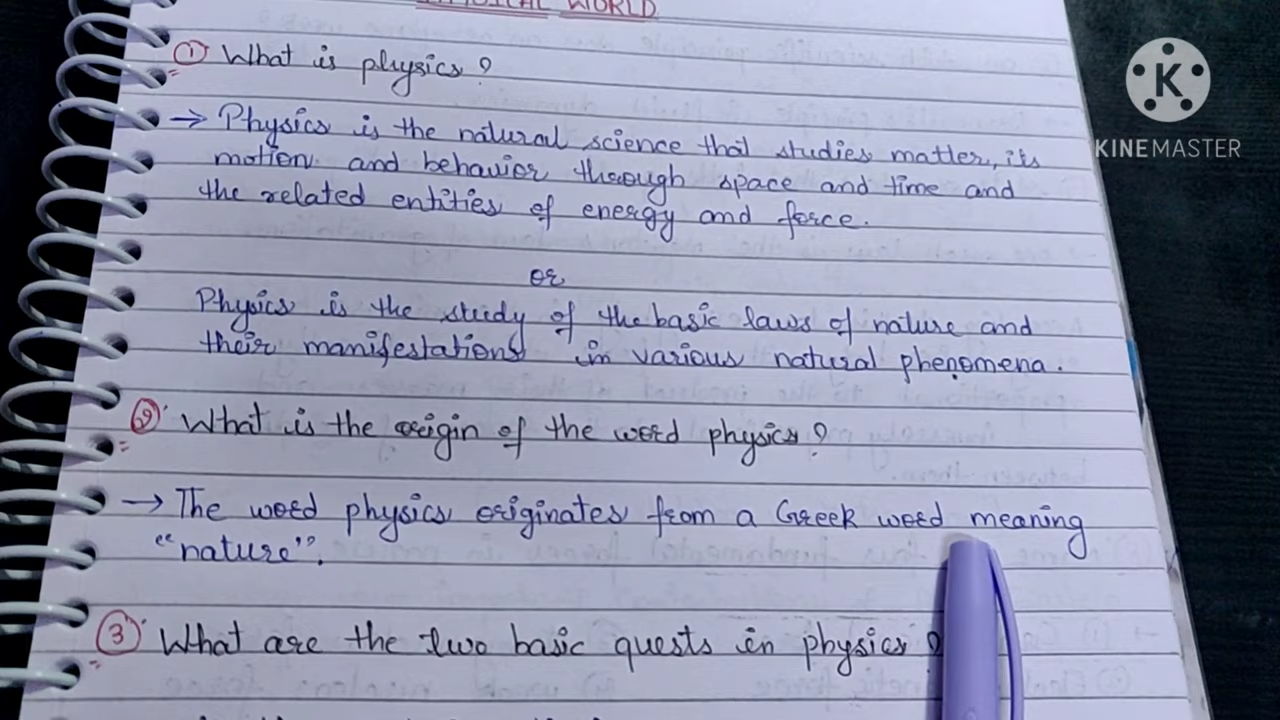 PHYSICAL WORLD
① What is physics?
→ Physics is the natural science that studies matter, its
motion and behavior through space and time and
the related entities of energy and force.
or
Physics is the study of the basic laws of nature and
their manifestations in various natural phenomena.
② What is the origin of the word physics?
→ The word physics originates from a Greek word meaning
"nature".
③ What are the two basic quests in physics?
K
KINEMASTER